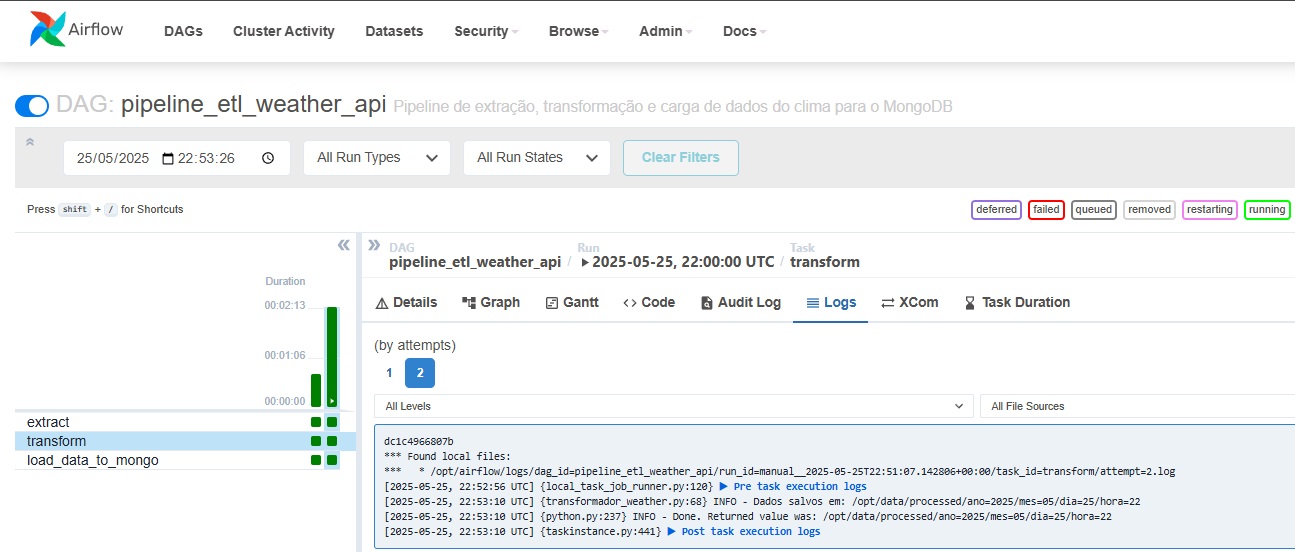 Airflow DAGs Cluster Activity Datasets Security Browse Admin Docs
DAG: pipeline_etl_weather_api Pipeline de extração, transformação e carga de dados do clima para o MongoDB
25/05/2025 22:53:26 All Run Types All Run States Clear Filters
Press shift + / for Shortcuts deferred failed queued removed restarting running
DAG Run Task
pipeline_etl_weather_api / 2025-05-25, 22:00:00 UTC / transform
Duration
00:02:13
00:01:06
00:00:00
extract
transform
load_data_to_mongo
Details Graph Gantt Code Audit Log Logs XCom Task Duration
(by attempts)
1 2
All Levels All File Sources
dc1c4966807b
*** Found local files:
***   * /opt/airflow/logs/dag_id=pipeline_etl_weather_api/run_id=manual__2025-05-25T22:51:07.142806+00:00/task_id=transform/attempt=2.log
[2025-05-25, 22:52:56 UTC] {local_task_job_runner.py:120} ▶ Pre task execution logs
[2025-05-25, 22:53:10 UTC] {transformador_weather.py:68} INFO - Dados salvos em: /opt/data/processed/ano=2025/mes=05/dia=25/hora=22
[2025-05-25, 22:53:10 UTC] {python.py:237} INFO - Done. Returned value was: /opt/data/processed/ano=2025/mes=05/dia=25/hora=22
[2025-05-25, 22:53:10 UTC] {taskinstance.py:441} ▶ Post task execution logs